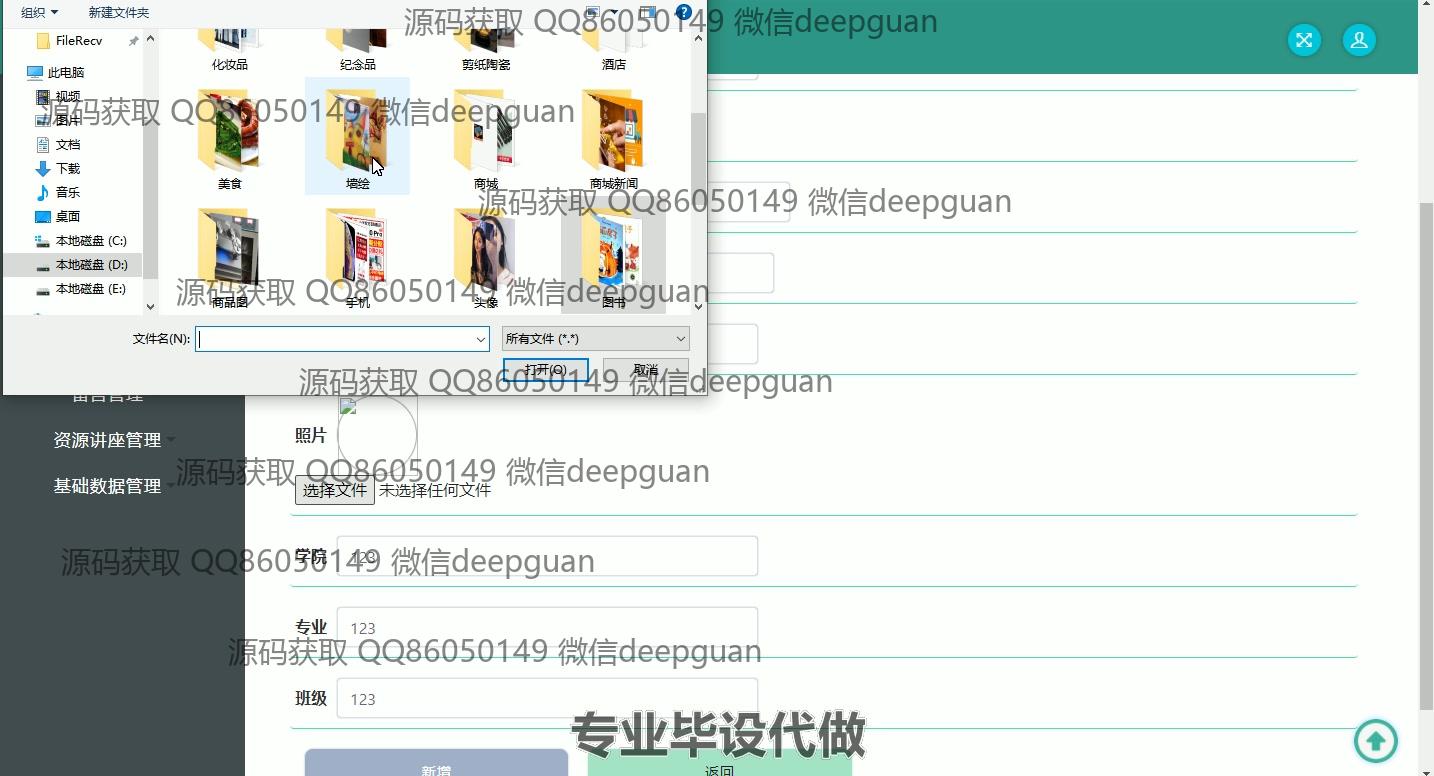 组织 新建文件夹
源码获取 QQ86050149 微信deepguan
FileRecv
此电脑
视频
图片
文档
下载
音乐
桌面
本地磁盘 (C:)
本地磁盘 (D:)
本地磁盘 (E:)
化妆品 纪念品 剪纸陶瓷 酒店
源码获取 QQ86050149 微信deepguan
美食 墙绘 商城 商城新闻
源码获取 QQ86050149 微信deepguan
商品图 手机 头像 图书
源码获取 QQ86050149 微信deepguan
文件名(N): 所有文件 (*.*)
打开(O) 取消
源码获取 QQ86050149 微信deepguan
留言管理
资源讲座管理
基础数据管理
照片
源码获取 QQ86050149 微信deepguan
选择文件 未选择任何文件
学院 123
源码获取 QQ86050149 微信deepguan
专业 123
源码获取 QQ86050149 微信deepguan
班级 123
专业毕设代做
新增 返回